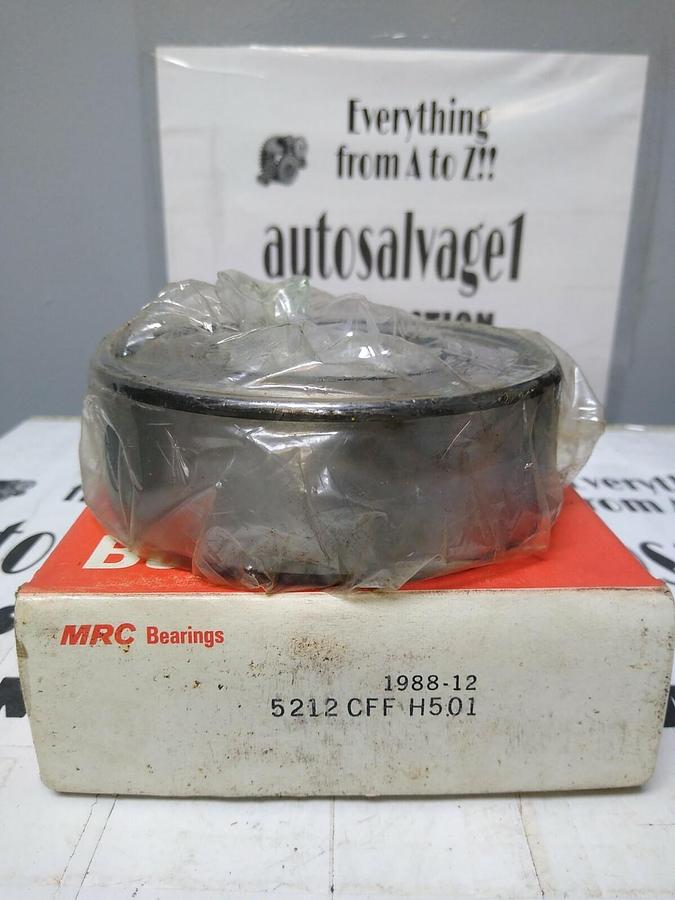 Everything
from A to Z!!
autosalvage1
MRC Bearings
1988-12
5212 CFF H501